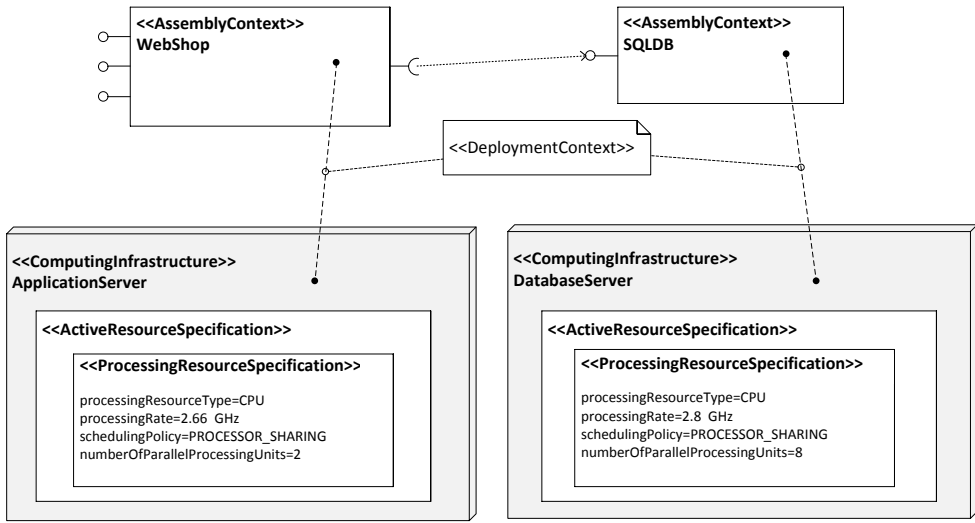 <<AssemblyContext>>
WebShop
<<AssemblyContext>>
SQLDB
<<DeploymentContext>>
<<ComputingInfrastructure>>
ApplicationServer
<<ActiveResourceSpecification>>
<<ProcessingResourceSpecification>>
processingResourceType=CPU
processingRate=2.66 GHz
schedulingPolicy=PROCESSOR_SHARING
numberOfParallelProcessingUnits=2
<<ComputingInfrastructure>>
DatabaseServer
<<ActiveResourceSpecification>>
<<ProcessingResourceSpecification>>
processingResourceType=CPU
processingRate=2.8 GHz
schedulingPolicy=PROCESSOR_SHARING
numberOfParallelProcessingUnits=8